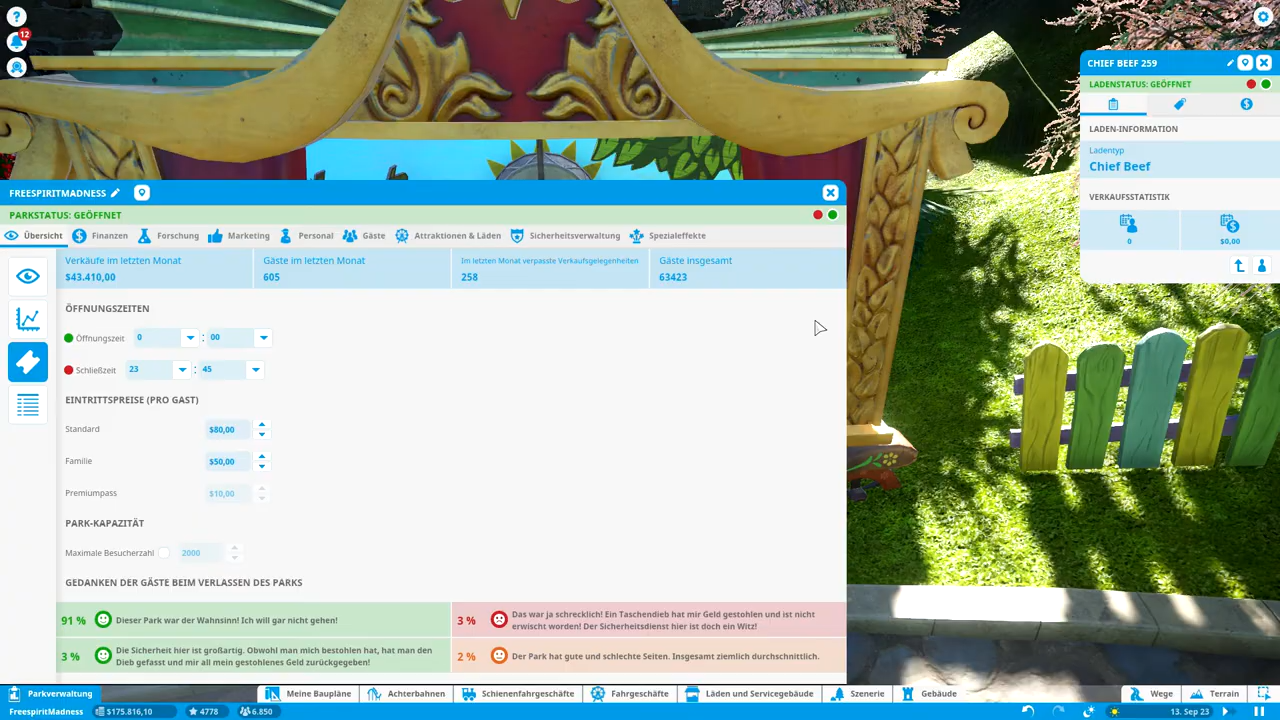 ?
12
CHIEF BEEF 259
LADENSTATUS: GEÖFFNET
LADEN-INFORMATION
Ladentyp
Chief Beef
VERKAUFSSTATISTIK
0
$0,00
FREESPIRITMADNESS
PARKSTATUS: GEÖFFNET
Übersicht
Finanzen
Forschung
Marketing
Personal
Gäste
Attraktionen & Läden
Sicherheitsverwaltung
Spezialeffekte
Verkäufe im letzten Monat
$43.410,00
Gäste im letzten Monat
605
Im letzten Monat verpasste Verkaufsgelegenheiten
258
Gäste insgesamt
63423
ÖFFNUNGSZEITEN
Öffnungszeit 0 : 00
Schließzeit 23 : 45
EINTRITTSPREISE (PRO GAST)
Standard $80,00
Familie $50,00
Premiumpass $10,00
PARK-KAPAZITÄT
Maximale Besucherzahl 2000
GEDANKEN DER GÄSTE BEIM VERLASSEN DES PARKS
91 % Dieser Park war der Wahnsinn! Ich will gar nicht gehen!
3 % Das war ja schrecklich! Ein Taschendieb hat mir Geld gestohlen und ist nicht
erwischt worden! Der Sicherheitsdienst hier ist doch ein Witz!
3 % Die Sicherheit hier ist großartig. Obwohl man mich bestohlen hat, hat man den
Dieb gefasst und mir all mein gestohlenes Geld zurückgegeben!
2 % Der Park hat gute und schlechte Seiten. Insgesamt ziemlich durchschnittlich.
Parkverwaltung
Meine Baupläne
Achterbahnen
Schienenfahrgeschäfte
Fahrgeschäfte
Läden und Servicegebäude
Szenerie
Gebäude
Wege
Terrain
FreespiritMadness
$175.816,10
4778
6.850
13. Sep 23